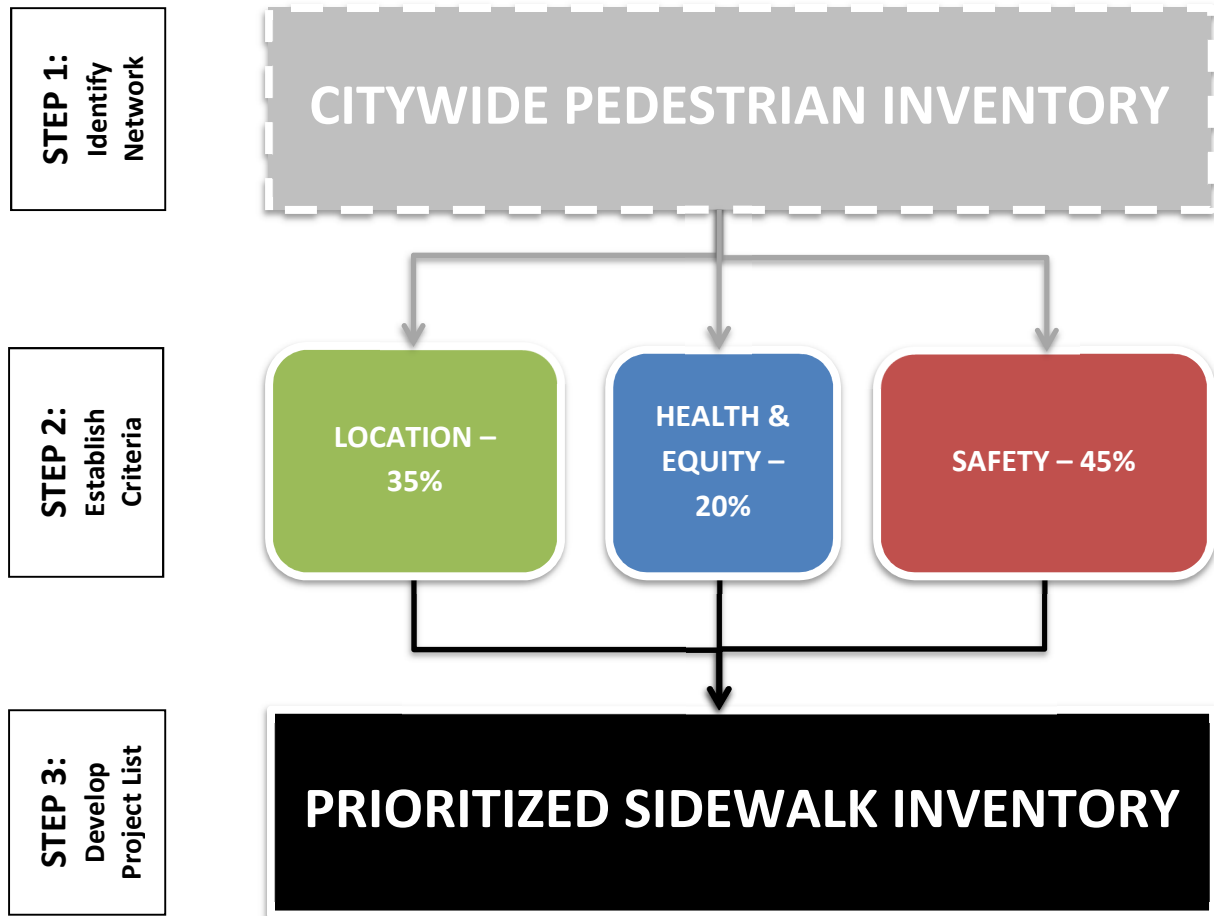 STEP 1:
Identify
Network
CITYWIDE PEDESTRIAN INVENTORY
STEP 2:
Establish
Criteria
LOCATION –
35%
HEALTH &
EQUITY –
20%
SAFETY – 45%
STEP 3:
Develop
Project List
PRIORITIZED SIDEWALK INVENTORY